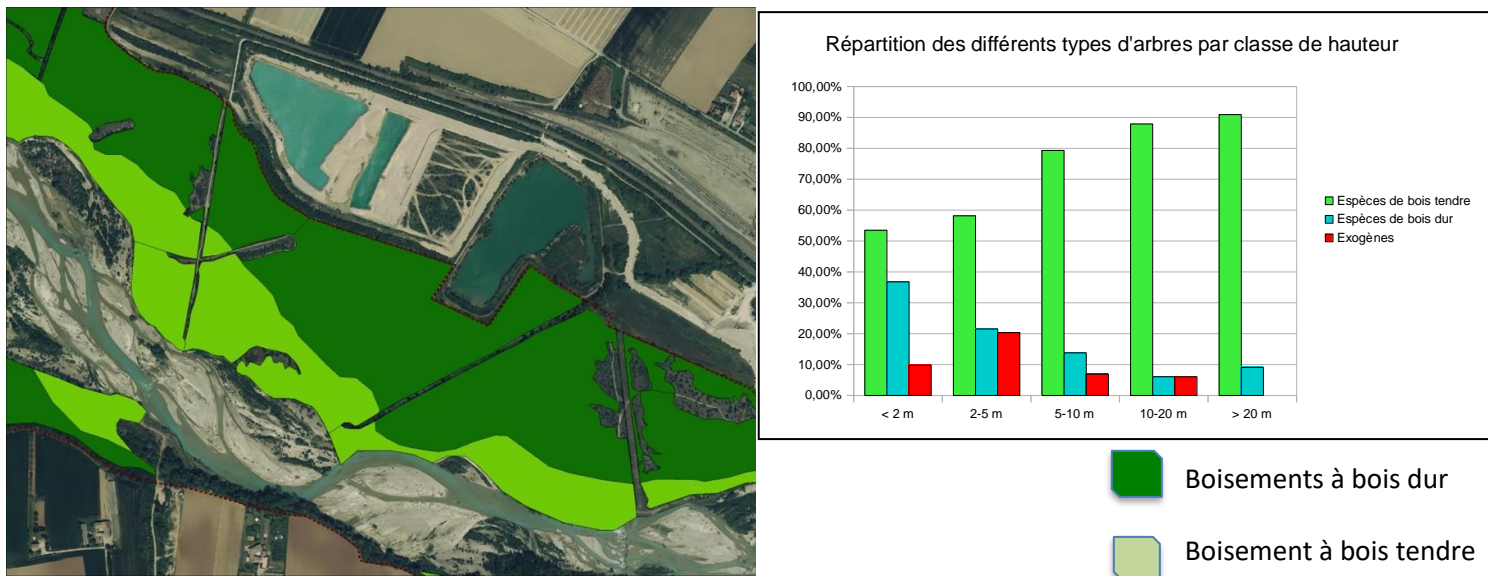 Répartition des différents types d'arbres par classe de hauteur
100,00%
90,00%
80,00%
70,00%
60,00%
50,00%
40,00%
30,00%
20,00%
10,00%
0,00%
< 2 m
2-5 m
5-10 m
10-20 m
> 20 m
Espèces de bois tendre
Espèces de bois dur
Exogènes
Boisements à bois dur
Boisement à bois tendre